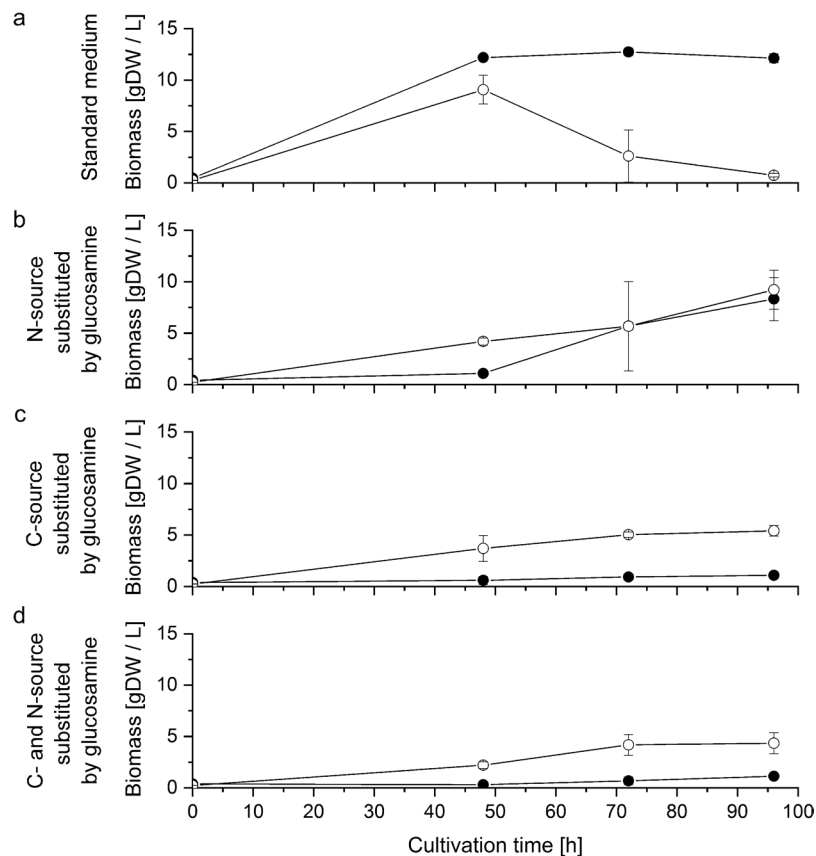 a
Standard medium
Biomass [gDW / L]
15
10
5
0
b
N-source
substituted
by glucosamine
Biomass [gDW / L]
15
10
5
0
c
C-source
substituted
by glucosamine
Biomass [gDW / L]
15
10
5
0
d
C- and N-source
substituted
by glucosamine
Biomass [gDW / L]
15
10
5
0
0 10 20 30 40 50 60 70 80 90 100
Cultivation time [h]